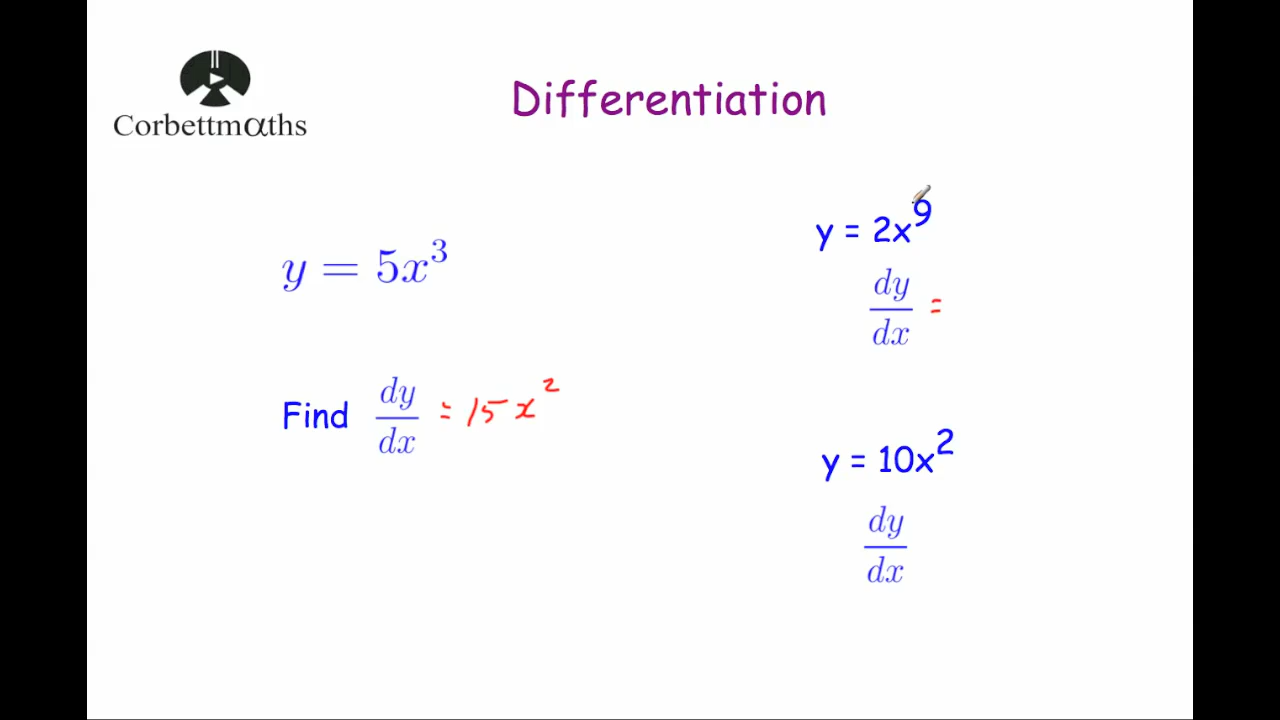 Corbettmαths
Differentiation
y = 5x³
Find dy/dx = 15x²
y = 2x⁹
dy/dx =
y = 10x²
dy/dx